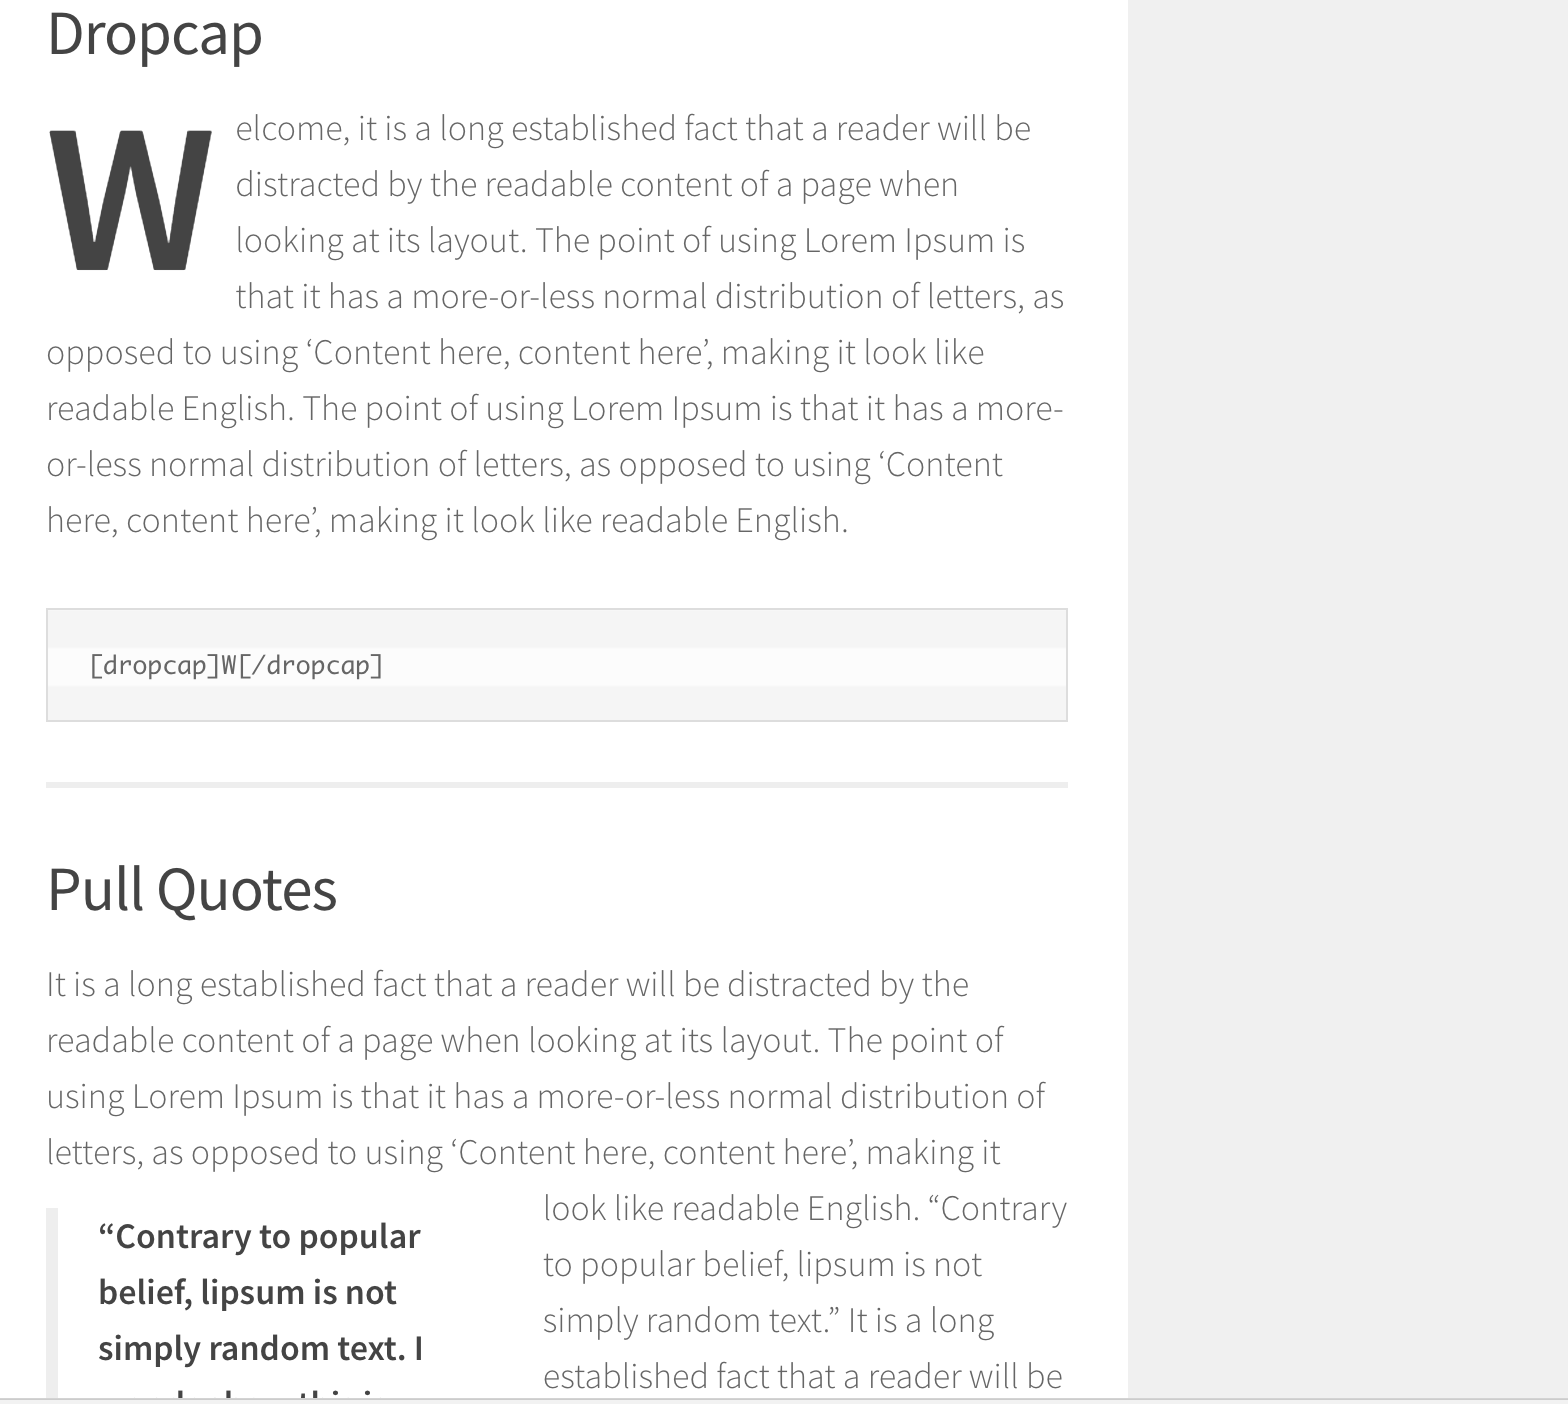 Dropcap
W
elcome, it is a long established fact that a reader will be
distracted by the readable content of a page when
looking at its layout. The point of using Lorem Ipsum is
that it has a more-or-less normal distribution of letters, as
opposed to using ‘Content here, content here’, making it look like
readable English. The point of using Lorem Ipsum is that it has a more-
or-less normal distribution of letters, as opposed to using ‘Content
here, content here’, making it look like readable English.
[dropcap]W[/dropcap]
Pull Quotes
It is a long established fact that a reader will be distracted by the
readable content of a page when looking at its layout. The point of
using Lorem Ipsum is that it has a more-or-less normal distribution of
letters, as opposed to using ‘Content here, content here’, making it
look like readable English. “Contrary
to popular belief, lipsum is not
simply random text.” It is a long
established fact that a reader will be
“Contrary to popular
belief, lipsum is not
simply random text. I